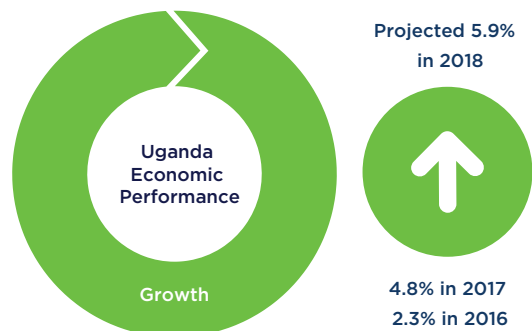 Uganda
Economic
Performance
Growth
Projected 5.9%
in 2018
4.8% in 2017
2.3% in 2016